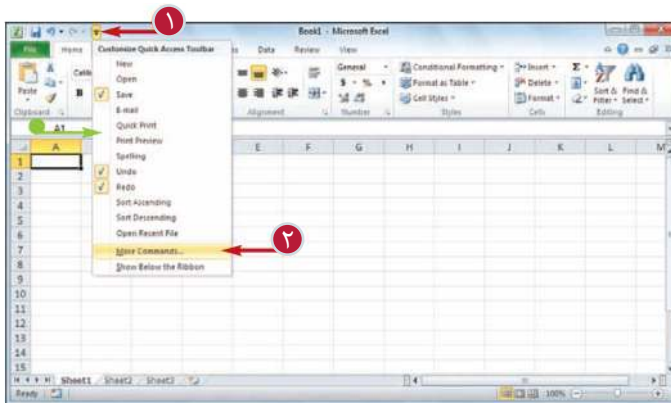 ١
Book1 - Microsoft Excel
File Home Data Review View
Customize Quick Access Toolbar
New
Open
Save
E-mail
Quick Print
Print Preview
Spelling
Undo
Redo
Sort Ascending
Sort Descending
Open Recent File
More Commands...
Show Below the Ribbon
٢
Paste
B
Clipboard
Alignment
General
$ % ,
Number
Conditional Formatting
Format as Table
Cell Styles
Styles
Insert
Delete
Format
Cells
Σ
Sort & Filter
Find & Select
Editing
A1
A E F G H I J K L M
1
2
3
4
5
6
7
8
9
10
11
12
13
14
15
Sheet1 Sheet2 Sheet3
Ready 100%